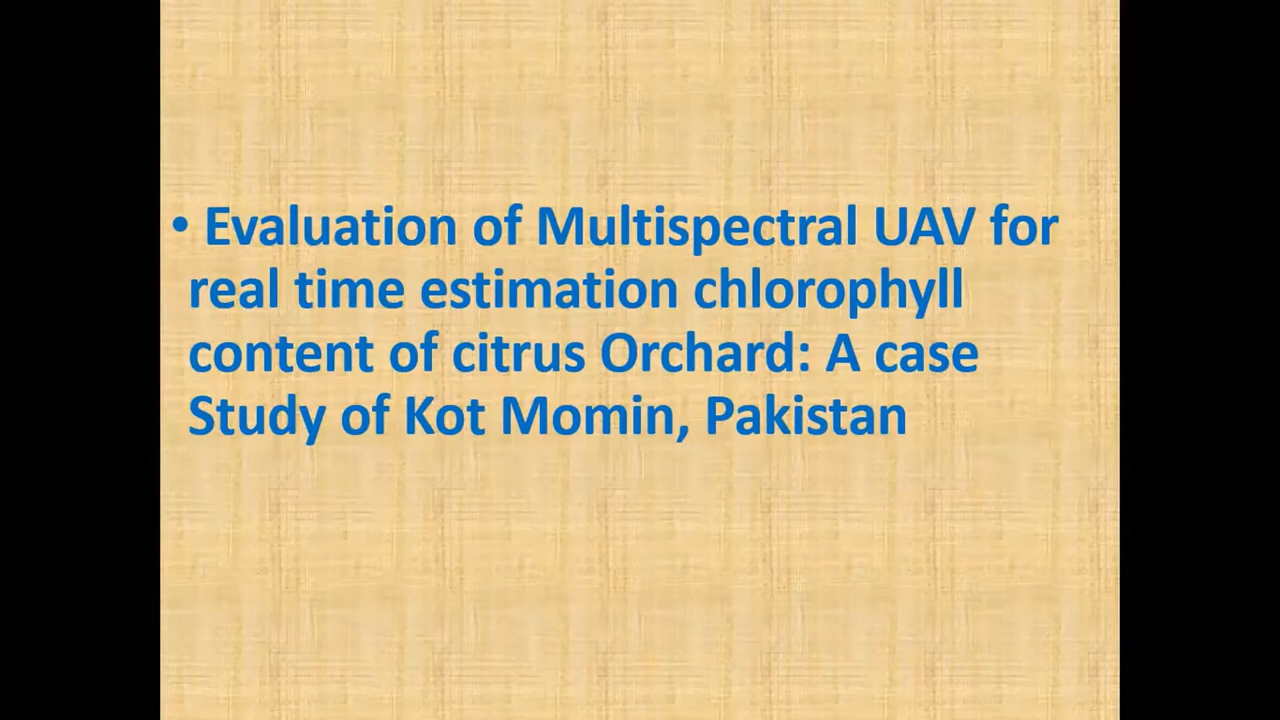 • Evaluation of Multispectral UAV for
real time estimation chlorophyll
content of citrus Orchard: A case
Study of Kot Momin, Pakistan